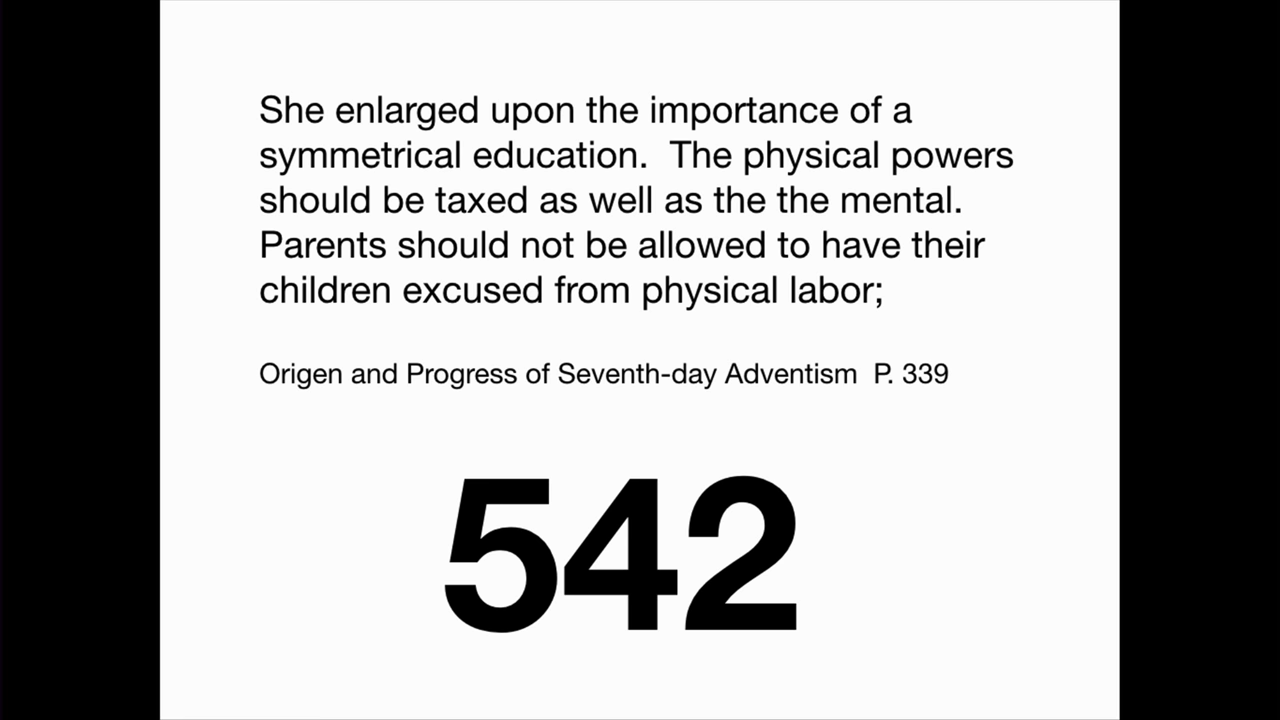 She enlarged upon the importance of a
symmetrical education.  The physical powers
should be taxed as well as the the mental.
Parents should not be allowed to have their
children excused from physical labor;
Origen and Progress of Seventh-day Adventism  P. 339
542